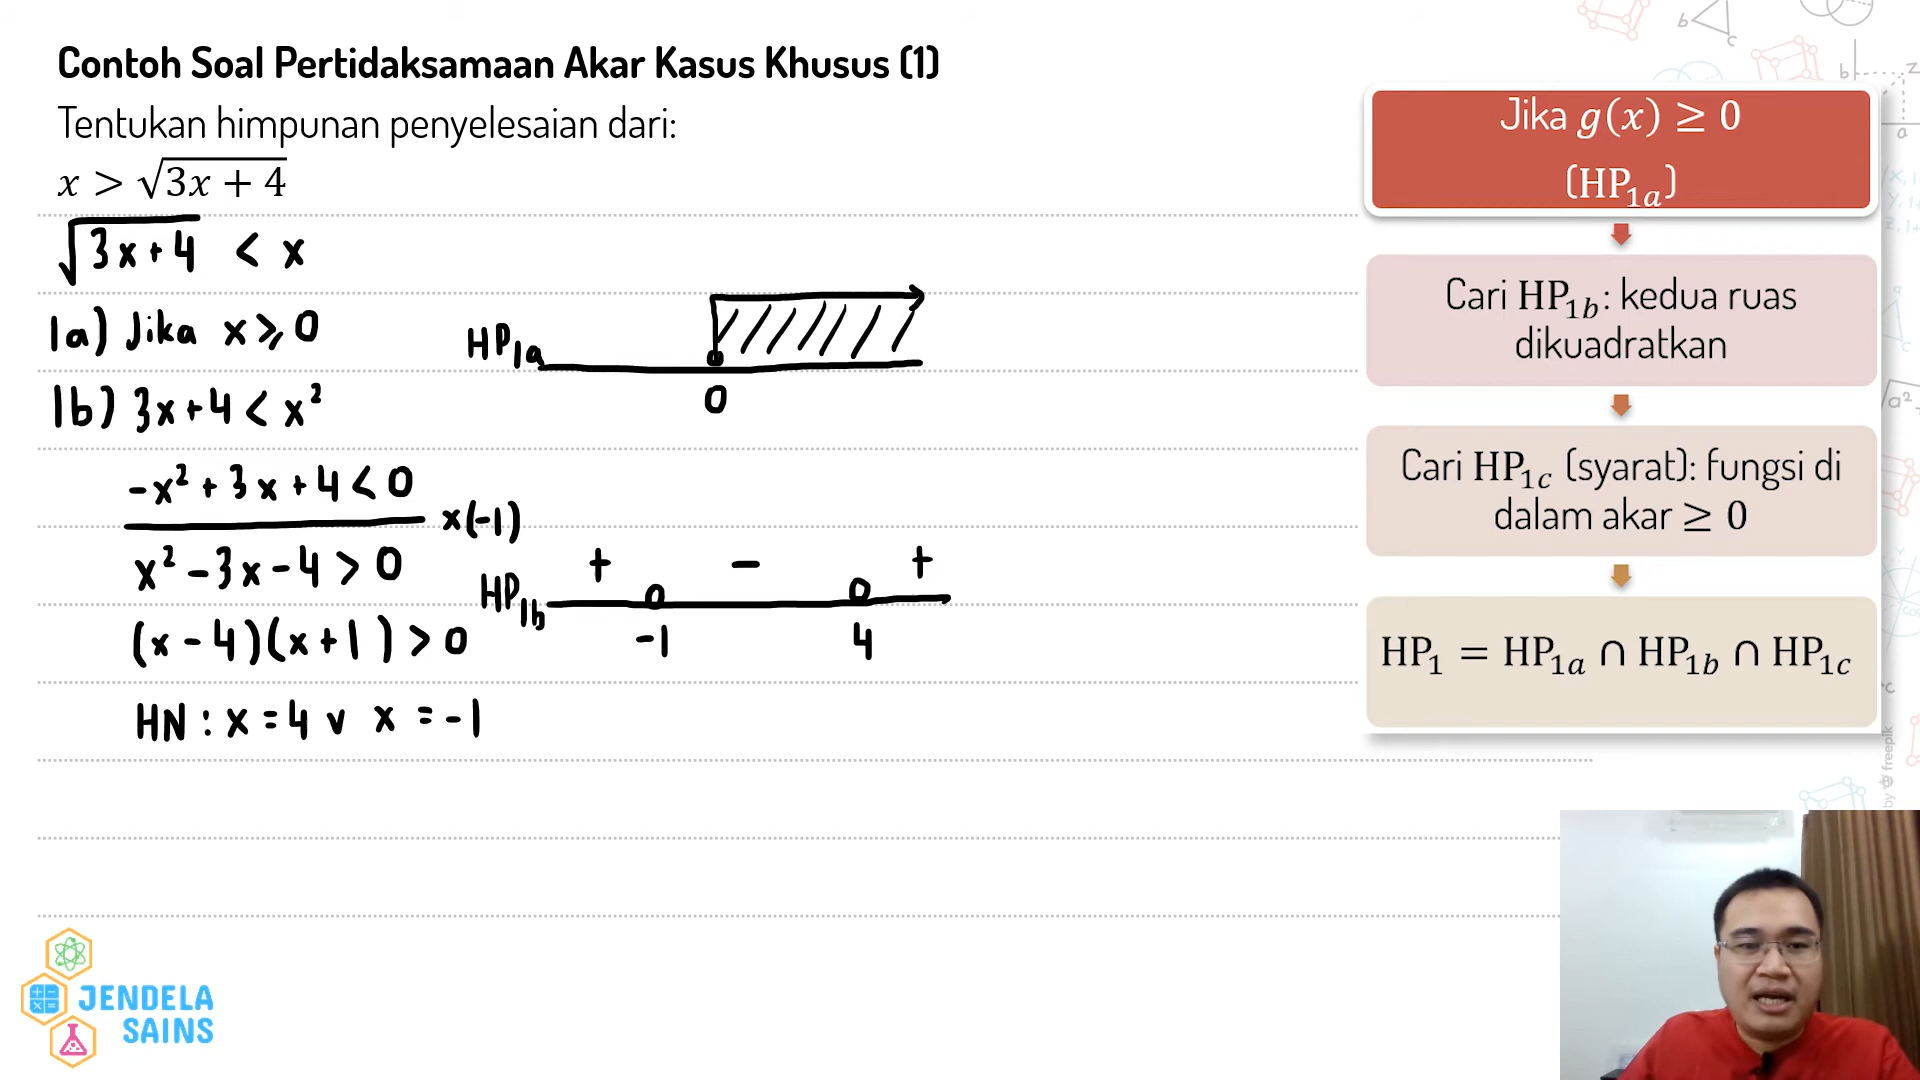 Contoh Soal Pertidaksamaan Akar Kasus Khusus (1)
Tentukan himpunan penyelesaian dari:
x > √3x + 4
√3x+4 < x
1a) Jika x ≥ 0
HP1a
0
1b) 3x+4 < x²
-x² + 3x + 4 < 0
x(-1)
x² - 3x - 4 > 0
HP1b
+ - +
-1 4
(x - 4)(x + 1) > 0
HN : x = 4 v x = -1
Jika g(x) ≥ 0
(HP1a)
Cari HP1b: kedua ruas
dikuadratkan
Cari HP1c (syarat): fungsi di
dalam akar ≥ 0
HP1 = HP1a ∩ HP1b ∩ HP1c
JENDELA
SAINS
by freepik